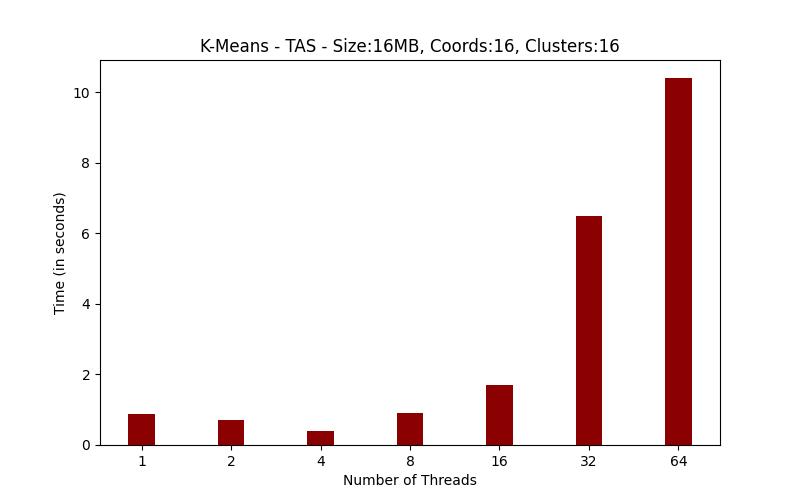 K-Means - TAS - Size:16MB, Coords:16, Clusters:16
10
8
6
4
2
0
Time (in seconds)
1 2 4 8 16 32 64
Number of Threads